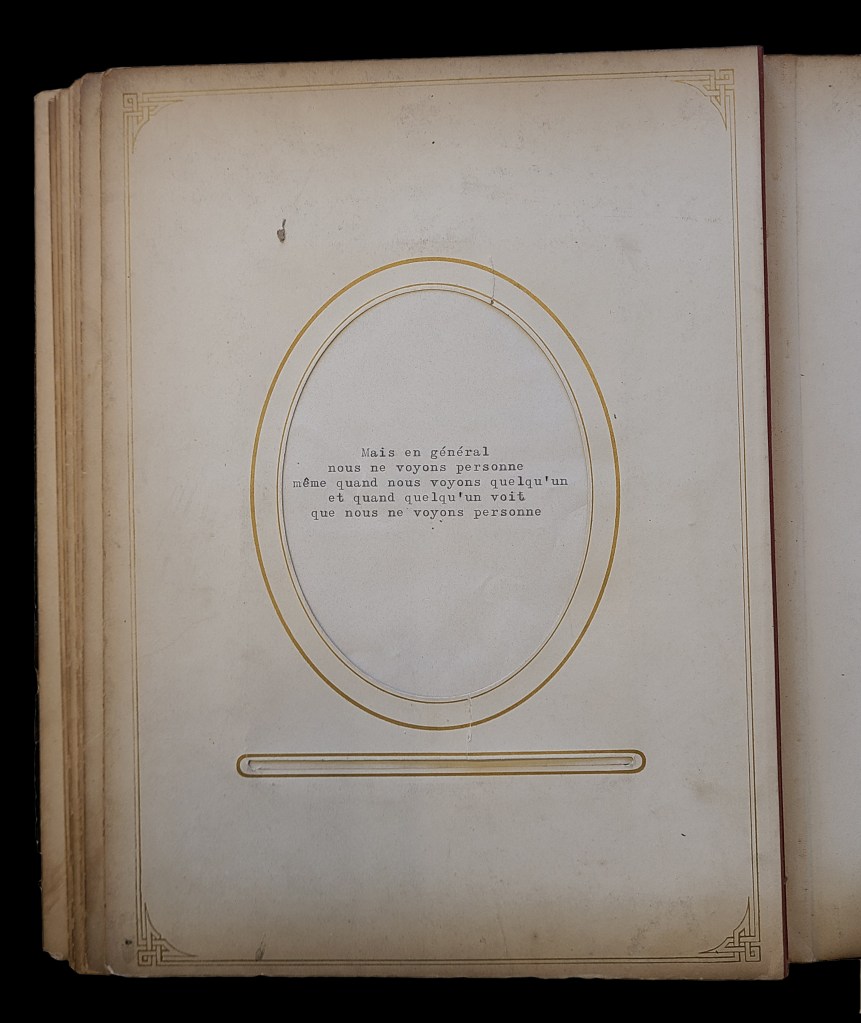 Mais en général
nous ne voyons personne
même quand nous voyons quelqu'un
et quand quelqu'un voit
que nous ne voyons personne